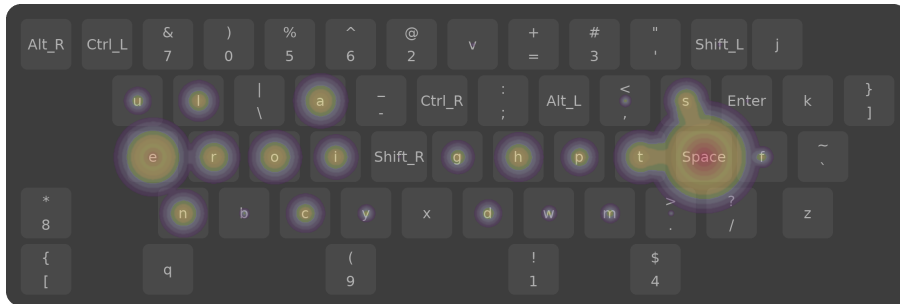 Alt_R Ctrl_L & ) % ^ @ v + # " Shift_L j
7 0 5 6 2 = 3 '
u l | a _ Ctrl_R : Alt_L < s Enter k }
\ - ; , ]
e r o i Shift_R g h p t Space f ~
`
* n b c y x d w m > ? z
8 . /
{ q ( ! $
[ 9 1 4